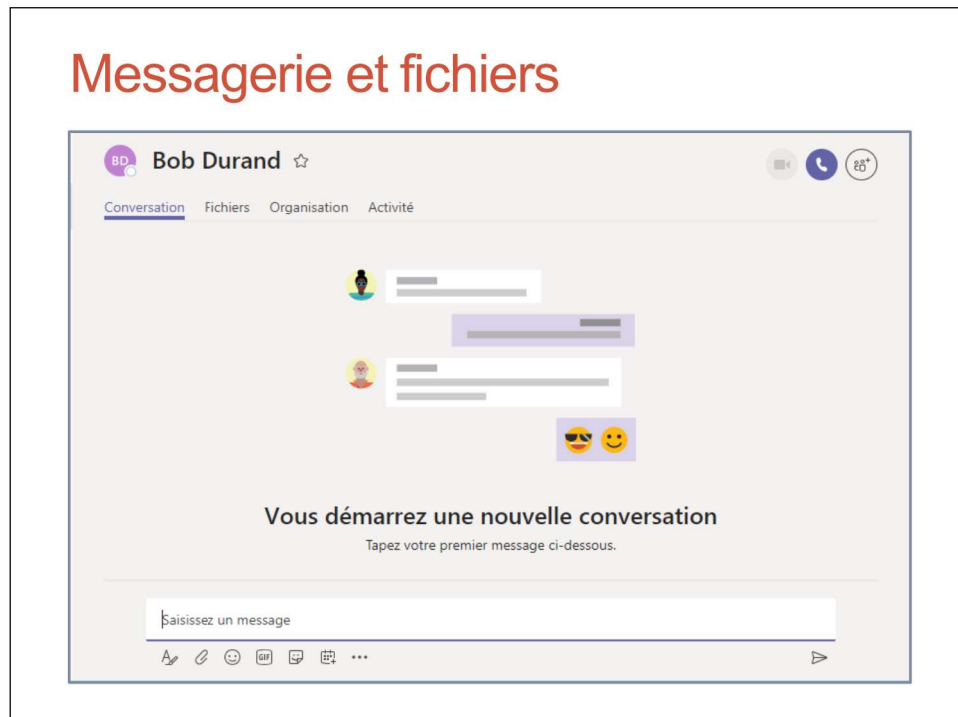 Messagerie et fichiers
BD Bob Durand
Conversation Fichiers Organisation Activité
Vous démarrez une nouvelle conversation
Tapez votre premier message ci-dessous.
Saisissez un message
GIF